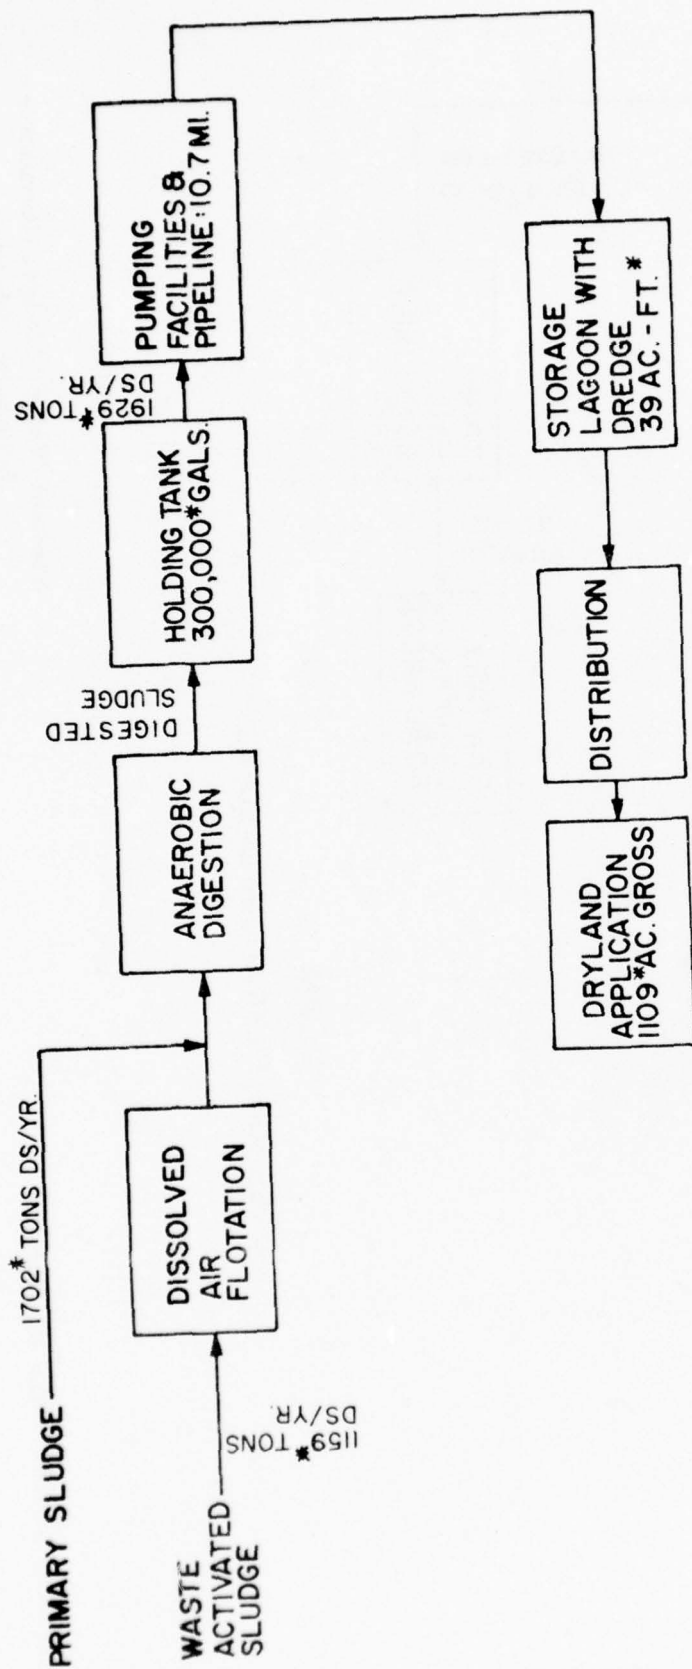 PRIMARY SLUDGE
1702* TONS DS/YR.
WASTE
ACTIVATED
SLUDGE
1159* TONS
DS/YR.
DISSOLVED
AIR
FLOTATION
ANAEROBIC
DIGESTION
DIGESTED
SLUDGE
HOLDING TANK
300,000*GALS.
1929* TONS
DS/YR.
PUMPING
FACILITIES &
PIPELINE:10.7 MI.
STORAGE
LAGOON WITH
DREDGE
39 AC.-FT.*
DISTRIBUTION
DRYLAND
APPLICATION
1109*AC. GROSS